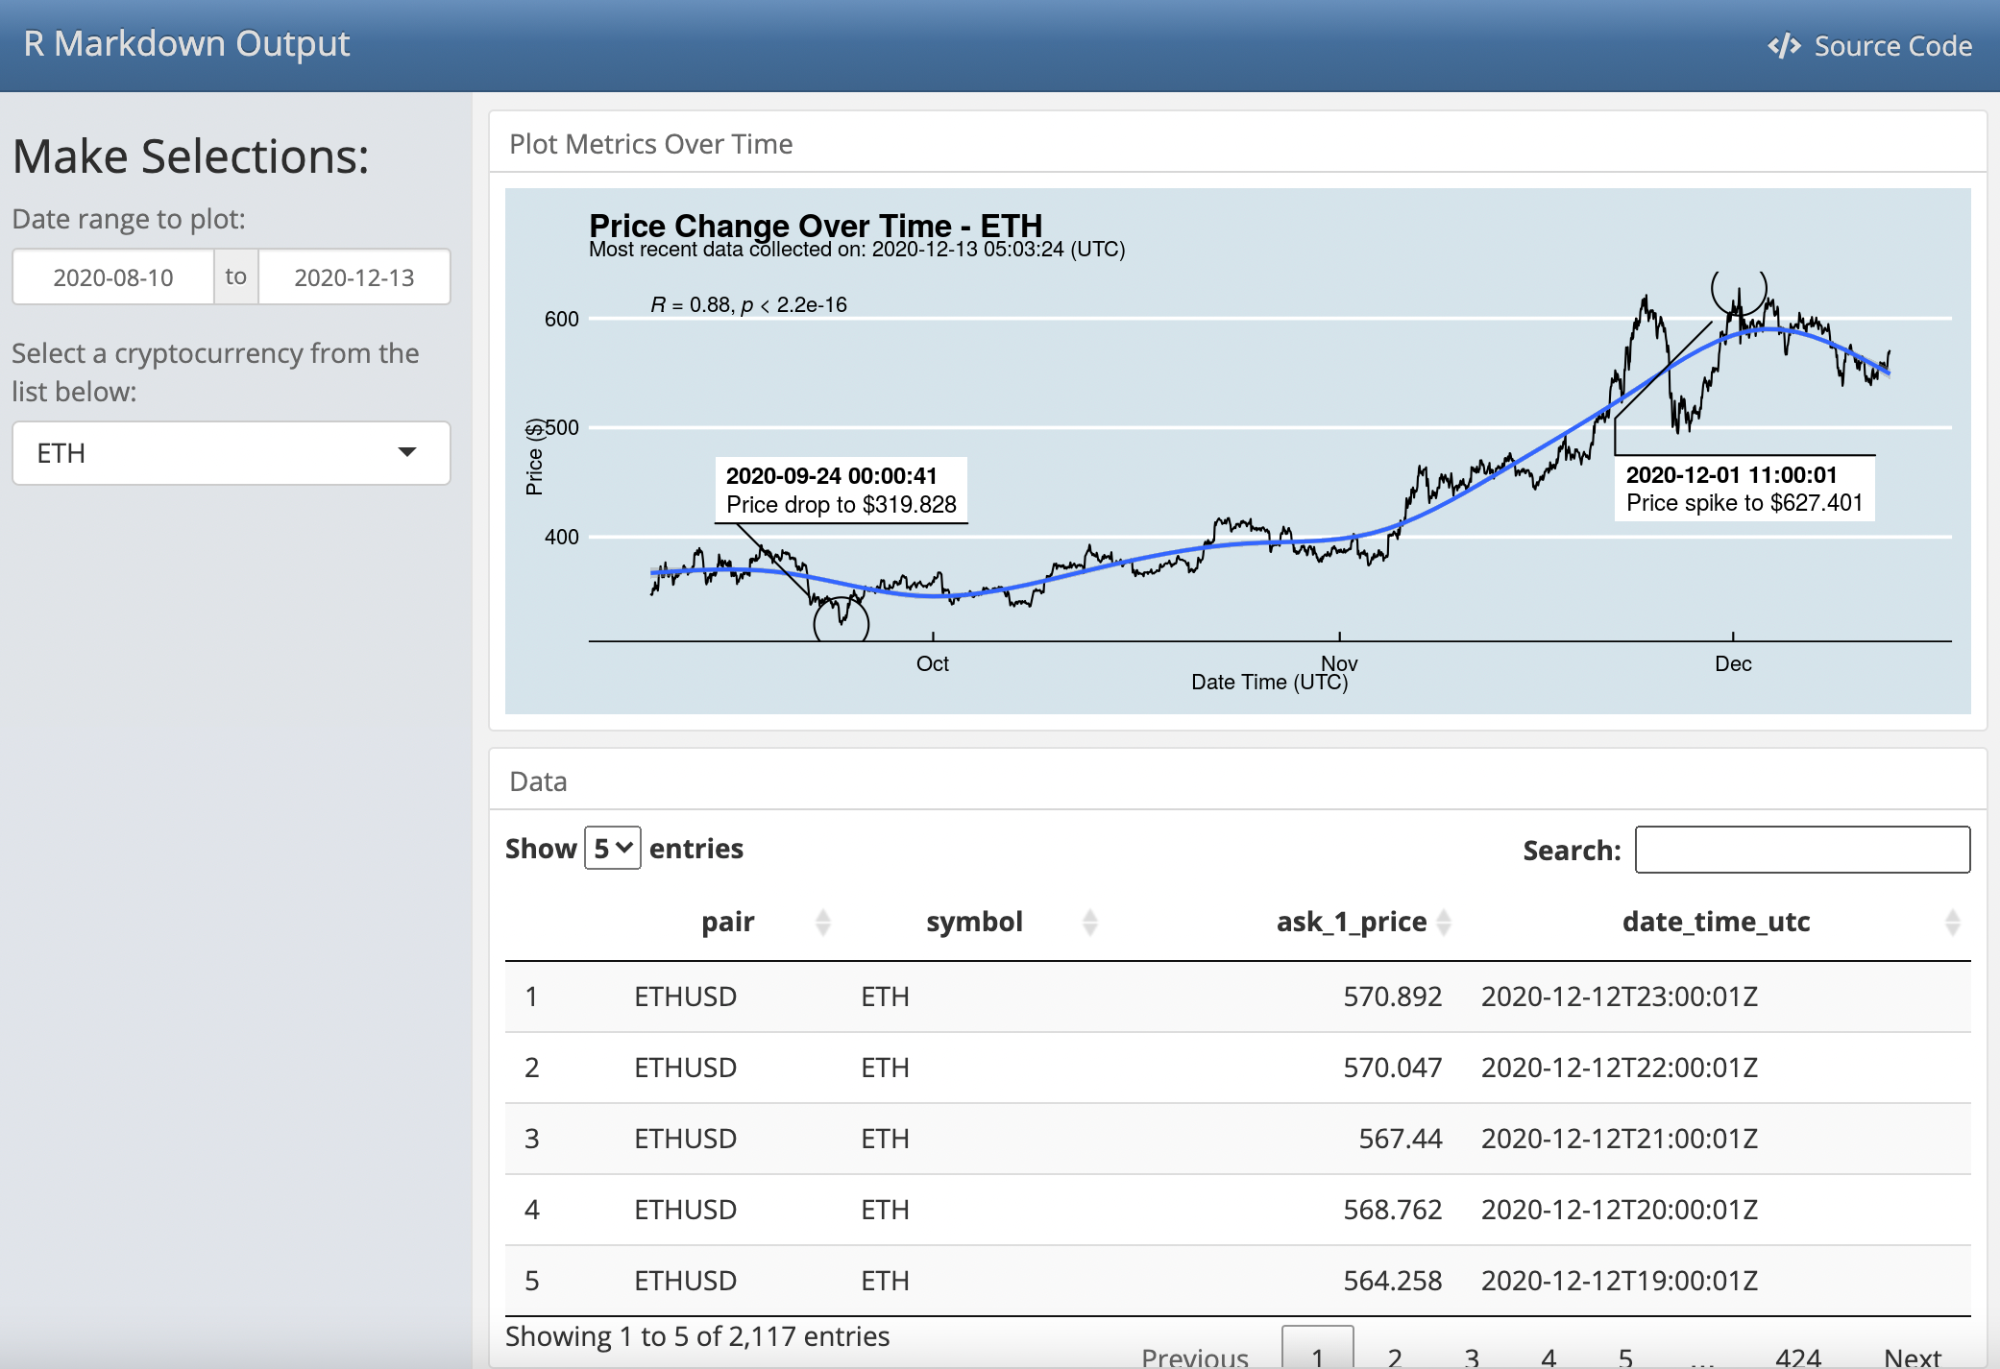 R Markdown Output
Source Code
Make Selections:
Date range to plot:
2020-08-10 to 2020-12-13
Select a cryptocurrency from the
list below:
ETH
Plot Metrics Over Time
Price Change Over Time - ETH
Most recent data collected on: 2020-12-13 05:03:24 (UTC)
R = 0.88, p < 2.2e-16
600
500
400
Price ($)
2020-09-24 00:00:41
Price drop to $319.828
2020-12-01 11:00:01
Price spike to $627.401
Oct Nov Dec
Date Time (UTC)
Data
Show 5 entries
Search:
pair symbol ask_1_price date_time_utc
1 ETHUSD ETH 570.892 2020-12-12T23:00:01Z
2 ETHUSD ETH 570.047 2020-12-12T22:00:01Z
3 ETHUSD ETH 567.44 2020-12-12T21:00:01Z
4 ETHUSD ETH 568.762 2020-12-12T20:00:01Z
5 ETHUSD ETH 564.258 2020-12-12T19:00:01Z
Showing 1 to 5 of 2,117 entries
Previous 1 2 3 4 5 … 424 Next